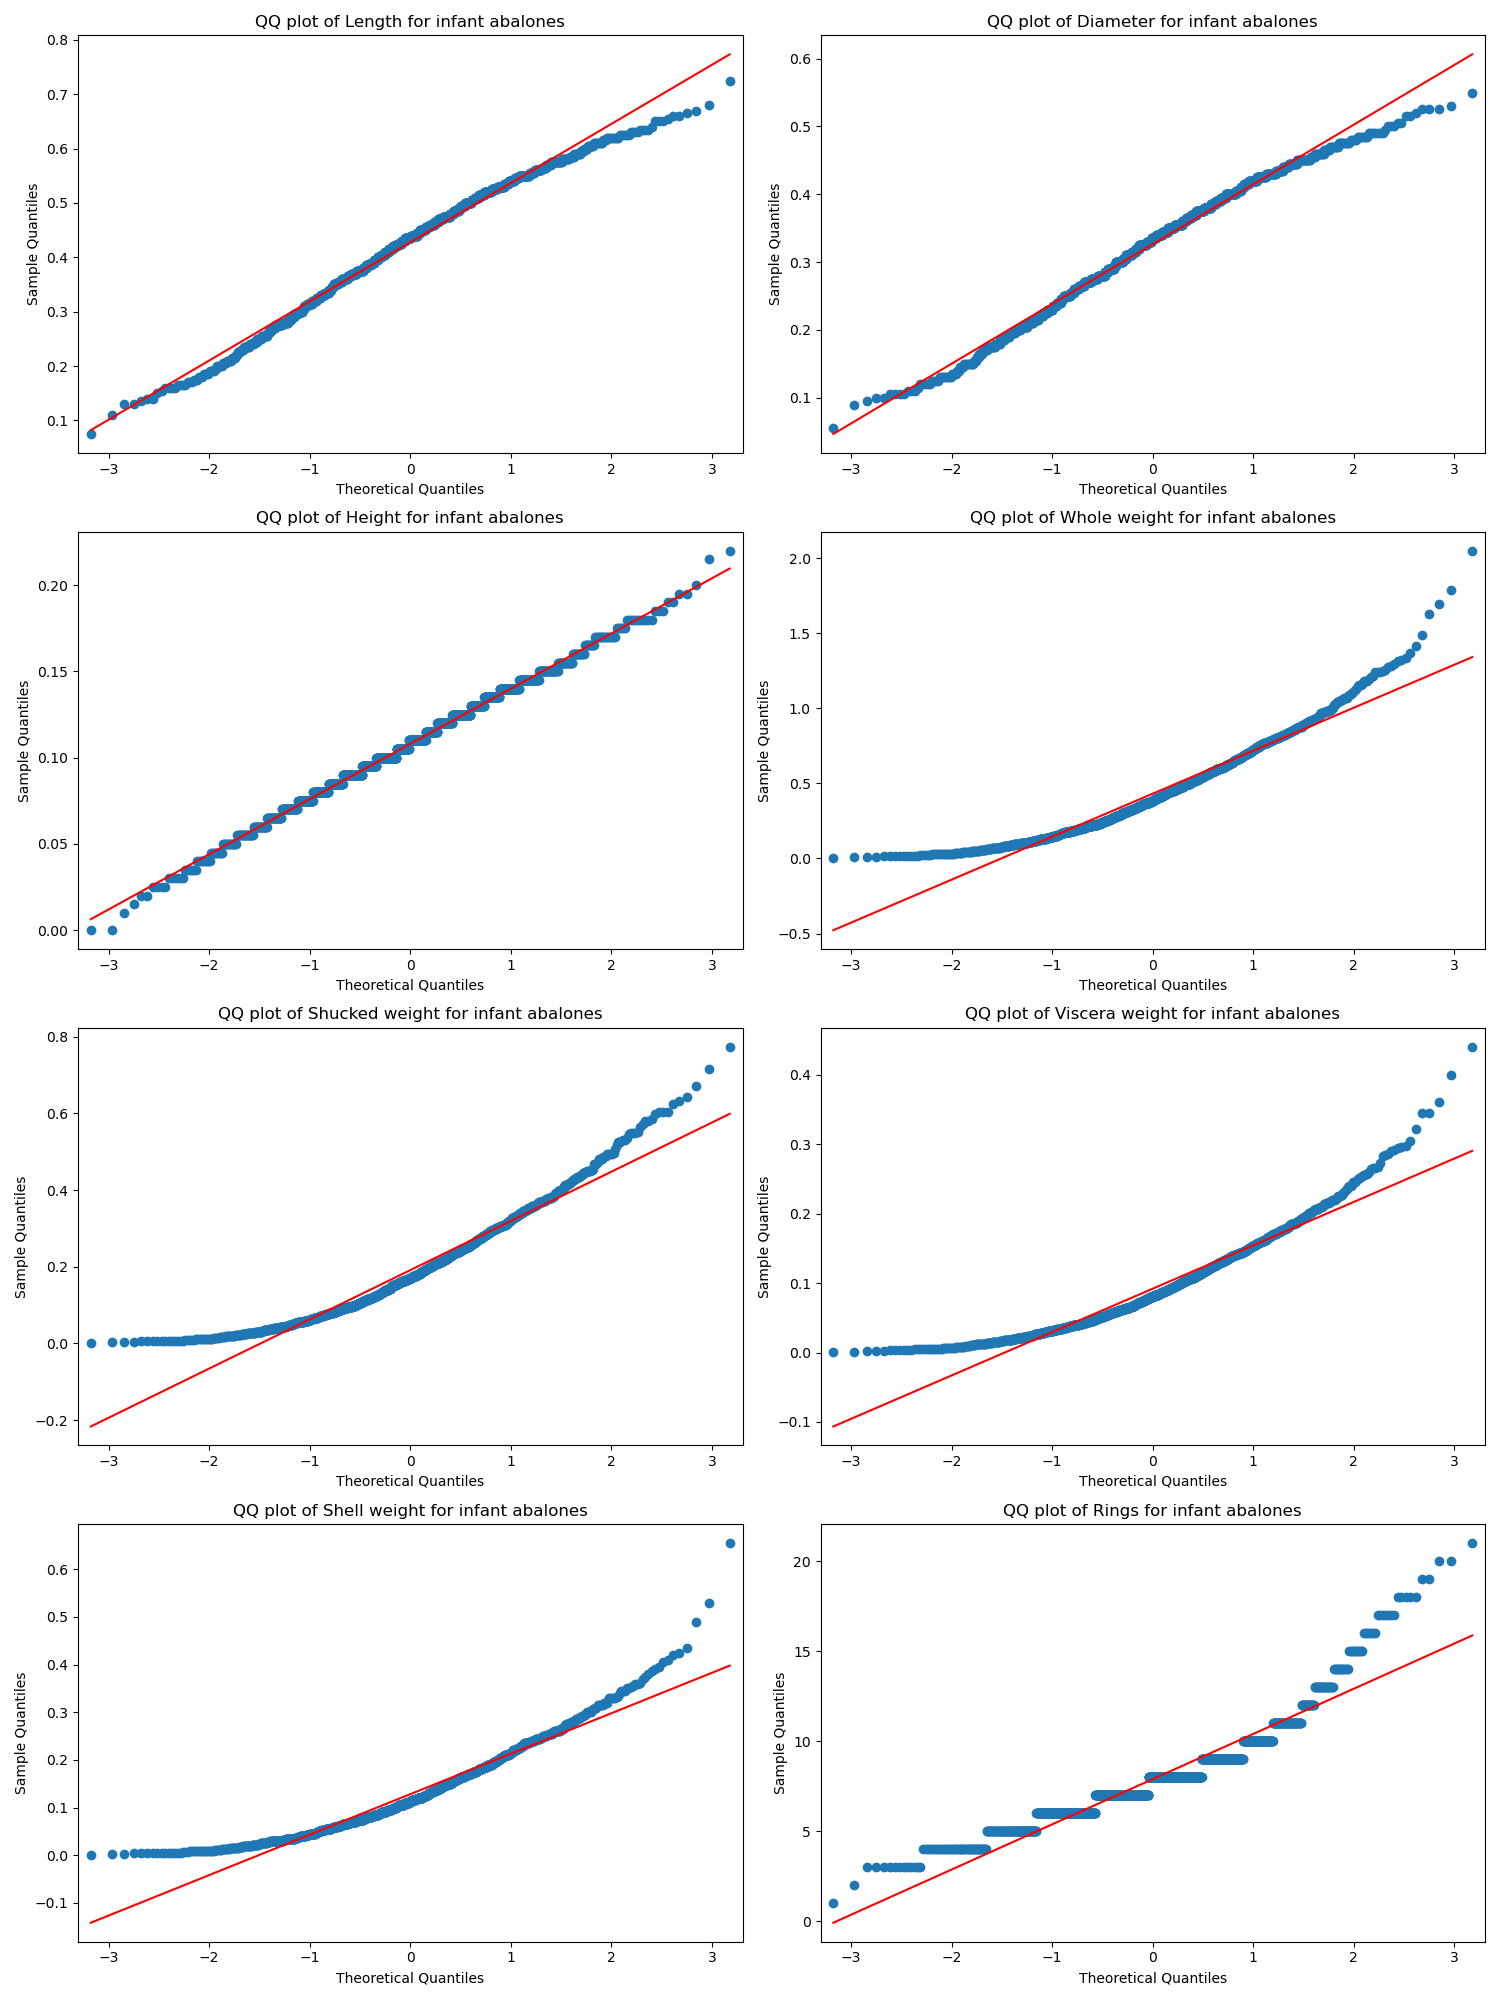 QQ plot of Length for infant abalones
0.8
0.7
0.6
0.5
0.4
0.3
0.2
0.1
Sample Quantiles
−3 −2 −1 0 1 2 3
Theoretical Quantiles
QQ plot of Diameter for infant abalones
0.6
0.5
0.4
0.3
0.2
0.1
Sample Quantiles
−3 −2 −1 0 1 2 3
Theoretical Quantiles
QQ plot of Height for infant abalones
0.20
0.15
0.10
0.05
0.00
Sample Quantiles
−3 −2 −1 0 1 2 3
Theoretical Quantiles
QQ plot of Whole weight for infant abalones
2.0
1.5
1.0
0.5
0.0
−0.5
Sample Quantiles
−3 −2 −1 0 1 2 3
Theoretical Quantiles
QQ plot of Shucked weight for infant abalones
0.8
0.6
0.4
0.2
0.0
−0.2
Sample Quantiles
−3 −2 −1 0 1 2 3
Theoretical Quantiles
QQ plot of Viscera weight for infant abalones
0.4
0.3
0.2
0.1
0.0
−0.1
Sample Quantiles
−3 −2 −1 0 1 2 3
Theoretical Quantiles
QQ plot of Shell weight for infant abalones
0.6
0.5
0.4
0.3
0.2
0.1
0.0
−0.1
Sample Quantiles
−3 −2 −1 0 1 2 3
Theoretical Quantiles
QQ plot of Rings for infant abalones
20
15
10
5
0
Sample Quantiles
−3 −2 −1 0 1 2 3
Theoretical Quantiles